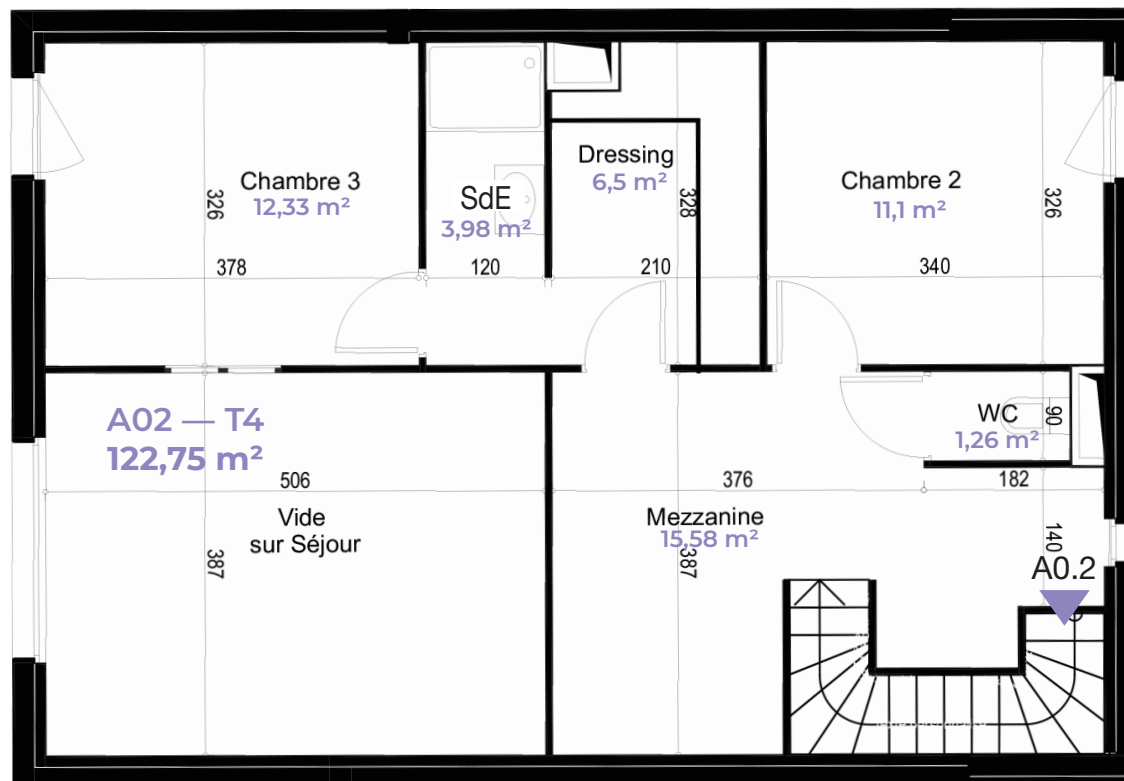 Chambre 3
12,33 m²
326
378
SdE
3,98 m²
120
Dressing
6,5 m²
328
210
Chambre 2
11,1 m²
326
340
A02 — T4
122,75 m²
506
Vide
sur Séjour
387
WC
1,26 m²
90
376
182
Mezzanine
15,58 m²
387
140
A0.2